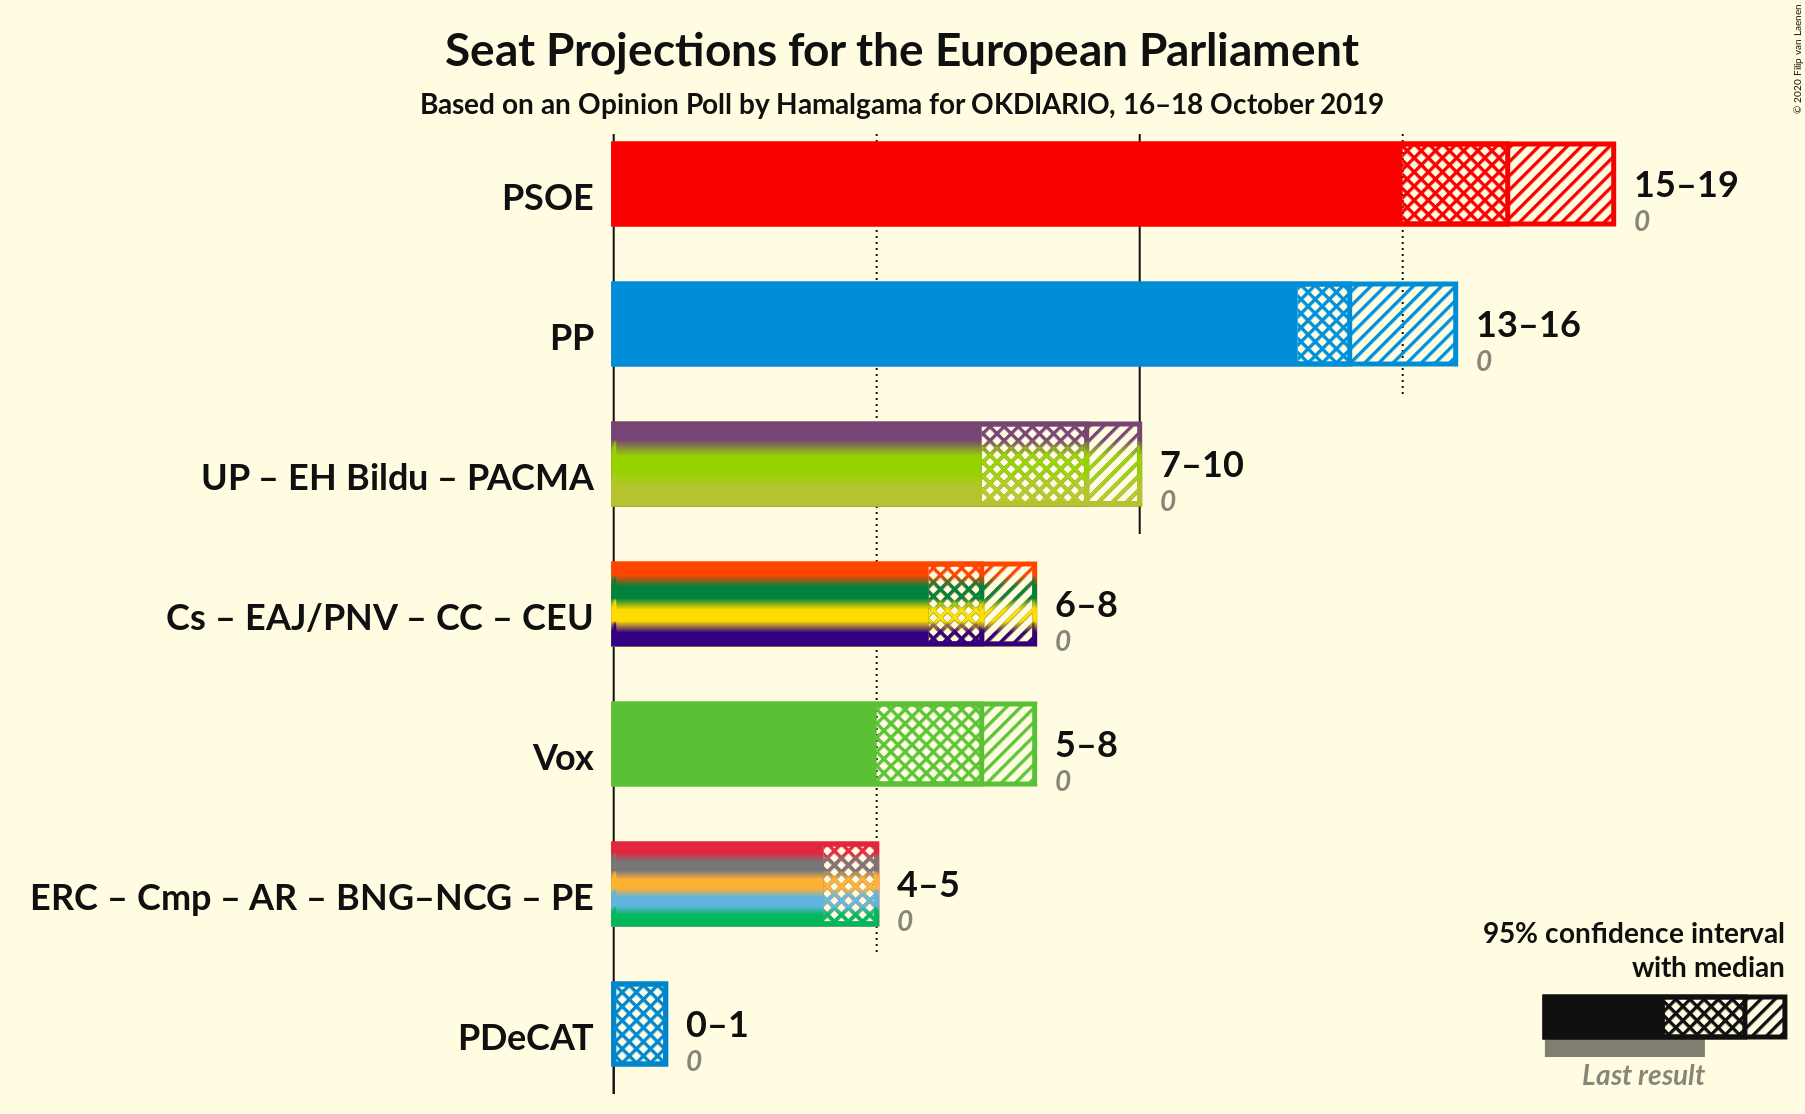 Seat Projections for the European Parliament
Based on an Opinion Poll by Hamalgama for OKDIARIO, 16–18 October 2019
© 2020 Filip van Laenen
PSOE
15–19
0
PP
13–16
0
UP – EH Bildu – PACMA
7–10
0
Cs – EAJ/PNV – CC – CEU
6–8
0
Vox
5–8
0
ERC – Cmp – AR – BNG–NCG – PE
4–5
0
PDeCAT
0–1
0
95% confidence interval
with median
Last result